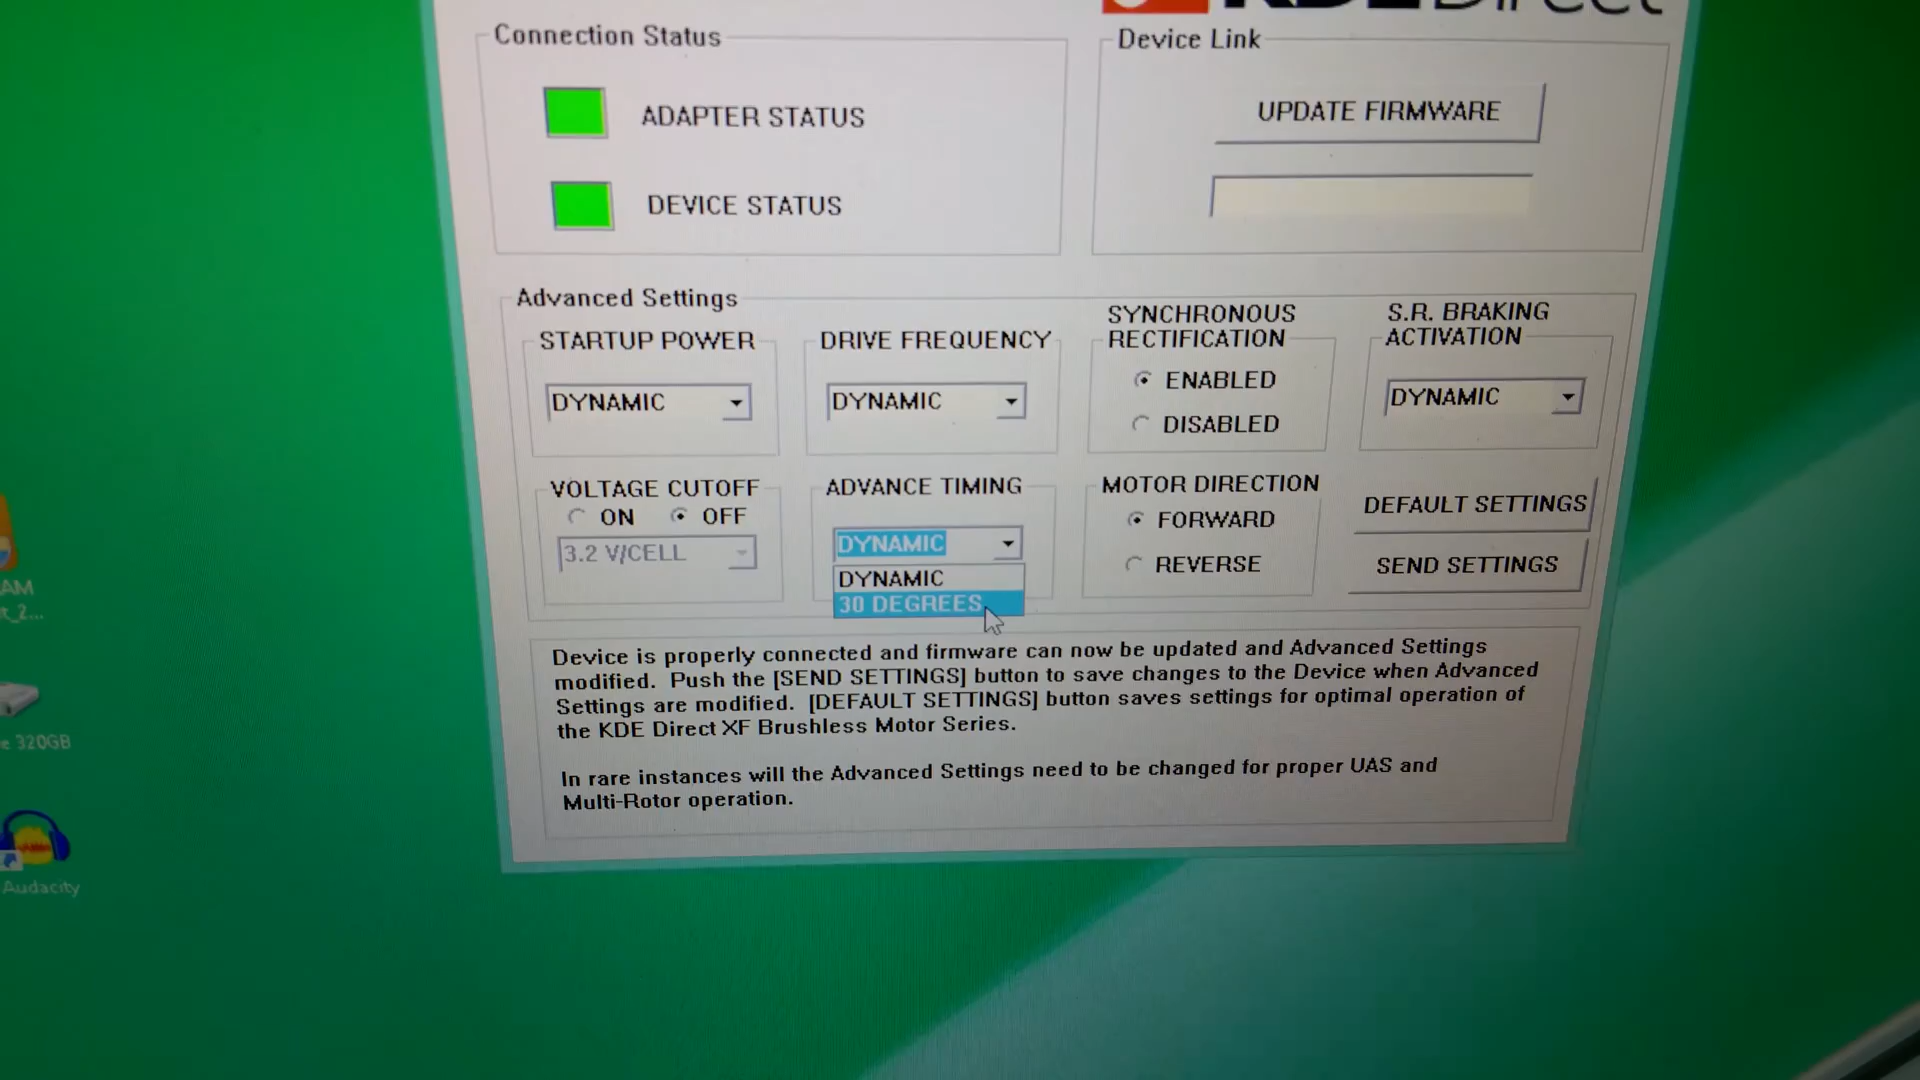 KDE Direct
Connection Status
ADAPTER STATUS
DEVICE STATUS
Device Link
UPDATE FIRMWARE
Advanced Settings
STARTUP POWER
DYNAMIC
DRIVE FREQUENCY
DYNAMIC
SYNCHRONOUS
RECTIFICATION
ENABLED
DISABLED
S.R. BRAKING
ACTIVATION
DYNAMIC
VOLTAGE CUTOFF
ON OFF
3.2 V/CELL
ADVANCE TIMING
DYNAMIC
DYNAMIC
30 DEGREES
MOTOR DIRECTION
FORWARD
REVERSE
DEFAULT SETTINGS
SEND SETTINGS
Device is properly connected and firmware can now be updated and Advanced Settings
modified. Push the [SEND SETTINGS] button to save changes to the Device when Advanced
Settings are modified. [DEFAULT SETTINGS] button saves settings for optimal operation of
the KDE Direct XF Brushless Motor Series.
In rare instances will the Advanced Settings need to be changed for proper UAS and
Multi-Rotor operation.
AM
t_2...
e 320GB
Audacity